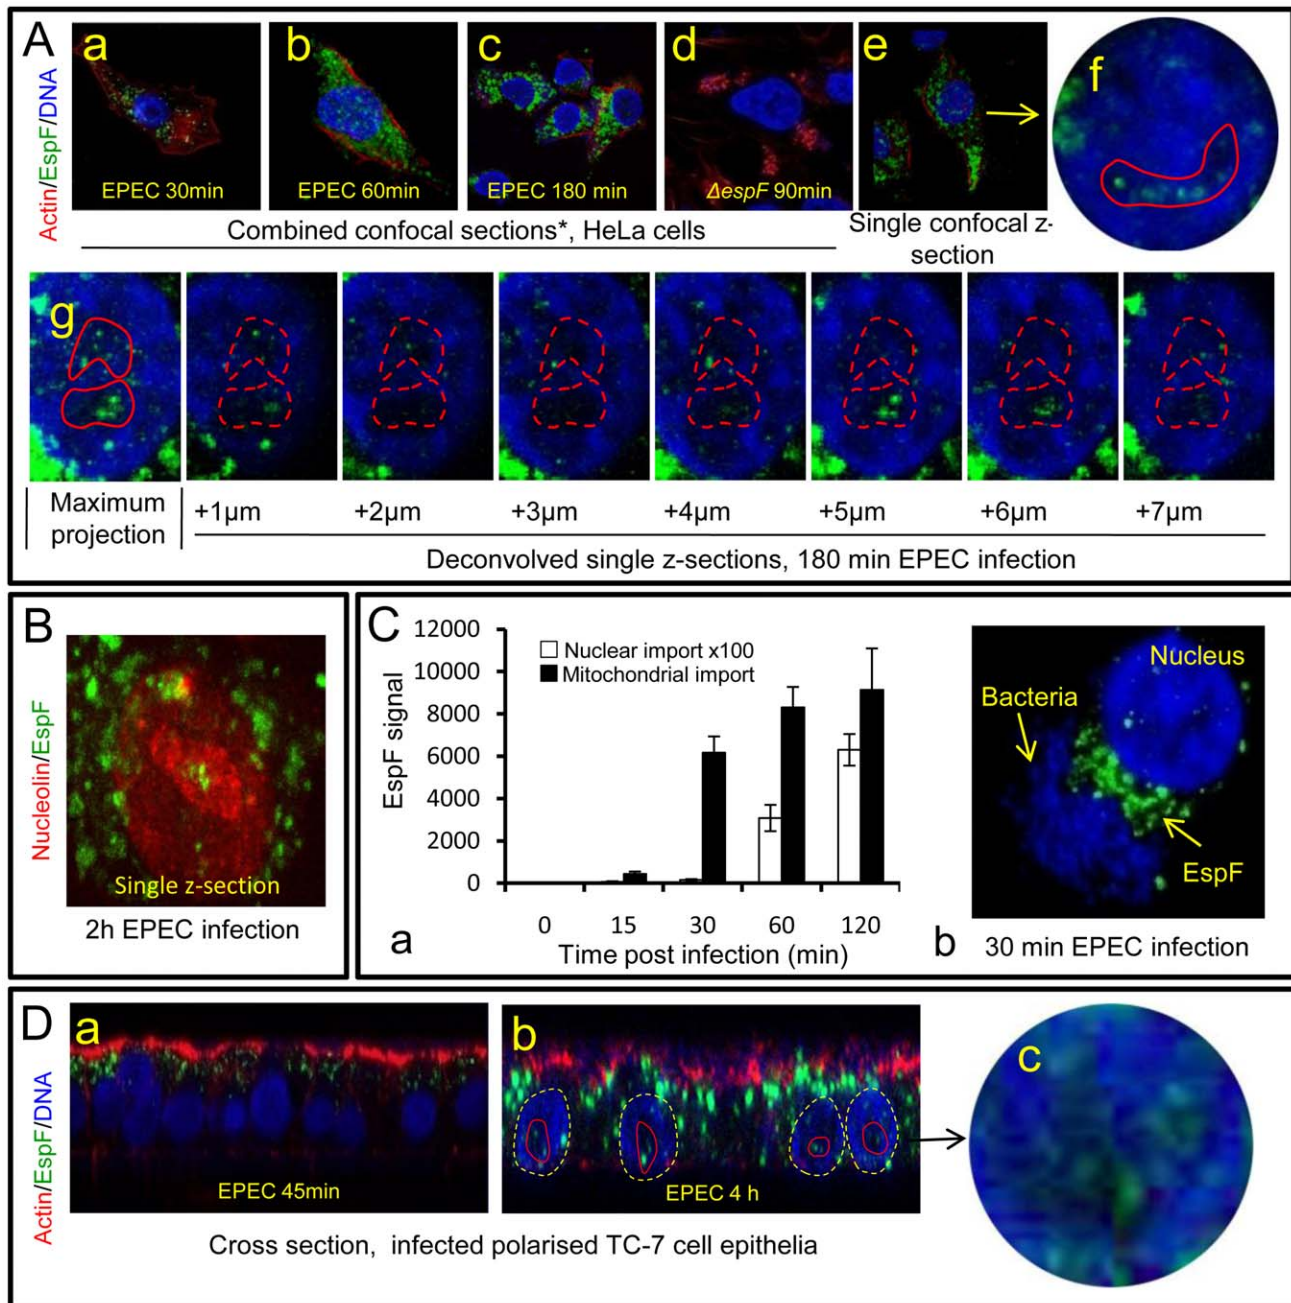 A
Actin/EspF/DNA
a
EPEC 30min
b
EPEC 60min
c
EPEC 180 min
d
ΔespF 90min
e
f
Combined confocal sections*, HeLa cells
Single confocal z-
section
g
Maximum
projection
+1µm
+2µm
+3µm
+4µm
+5µm
+6µm
+7µm
Deconvolved single z-sections, 180 min EPEC infection
B
Nucleolin/EspF
Single z-section
2h EPEC infection
C
EspF signal
12000
10000
8000
6000
4000
2000
0
Nuclear import x100
Mitochondrial import
0 15 30 60 120
Time post infection (min)
a
Nucleus
Bacteria
EspF
b
30 min EPEC infection
D
Actin/EspF/DNA
a
EPEC 45min
b
EPEC 4 h
c
Cross section, infected polarised TC-7 cell epithelia